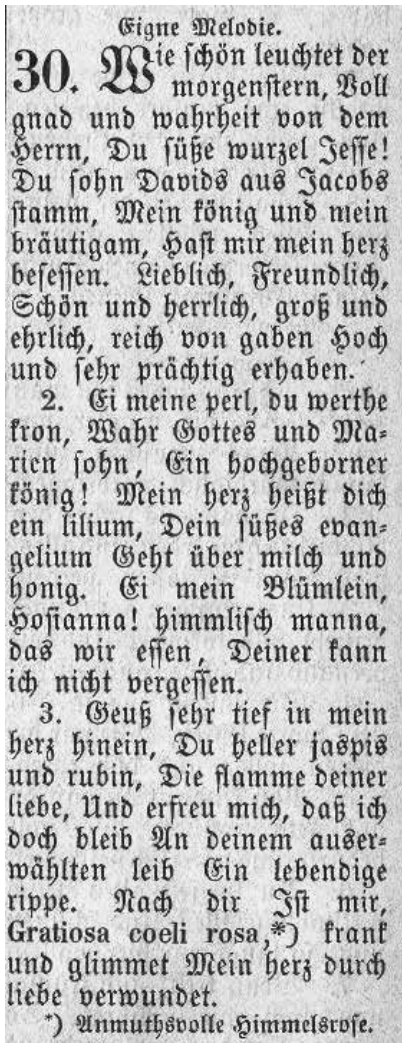 Eigne Melodie.
30. Wie schön leuchtet der
morgenstern, Voll
gnad und wahrheit von dem
Herrn, Du süße wurzel Jesse!
Du sohn Davids aus Jacobs
stamm, Mein könig und mein
bräutigam, Hast mir mein herz
besessen. Lieblich, Freundlich,
Schön und herrlich, groß und
ehrlich, reich von gaben Hoch
und sehr prächtig erhaben.
2. Ei meine perl, du werthe
kron, Wahr Gottes und Ma-
rien sohn, Ein hochgeborner
könig! Mein herz heißt dich
ein lilium, Dein süßes evan-
gelium Geht über milch und
honig. Ei mein Blümlein,
Hosianna! himmlisch manna,
das wir essen, Deiner kann
ich nicht vergessen.
3. Geuß sehr tief in mein
herz hinein, Du heller jaspis
und rubin, Die flamme deiner
liebe, Und erfreu mich, daß ich
doch bleib An deinem auser-
wählten leib Ein lebendige
rippe. Nach dir Ist mir,
Gratiosa coeli rosa,*) krank
und glimmet Mein herz durch
liebe verwundet.
*) Anmuthsvolle Himmelsrose.